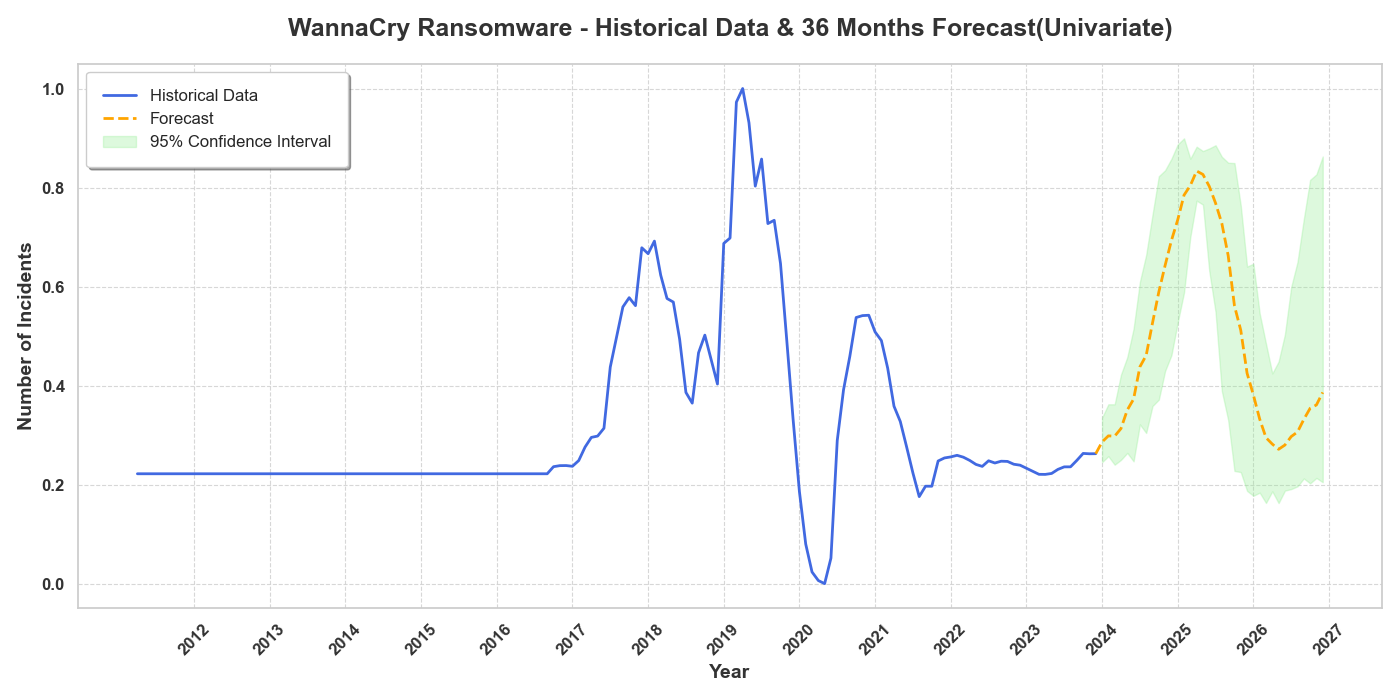 WannaCry Ransomware - Historical Data & 36 Months Forecast(Univariate)
Historical Data
Forecast
95% Confidence Interval
Number of Incidents
1.0
0.8
0.6
0.4
0.2
0.0
2012 2013 2014 2015 2016 2017 2018 2019 2020 2021 2022 2023 2024 2025 2026 2027
Year